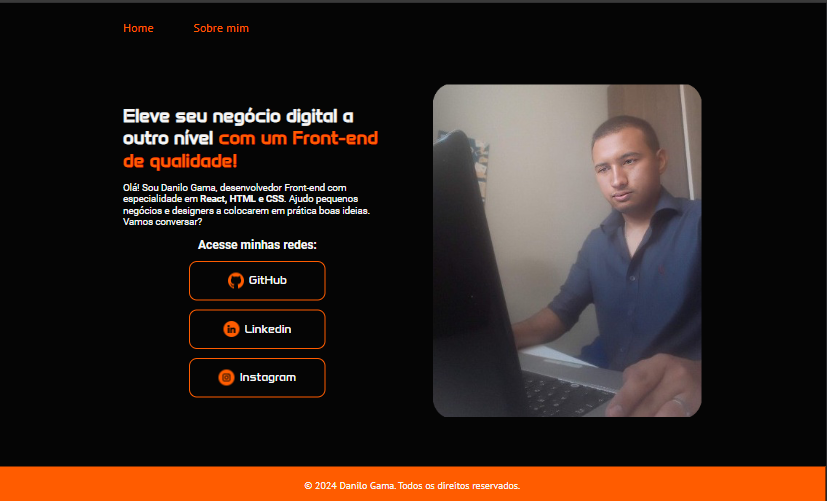 Home
Sobre mim
Eleve seu negócio digital a
outro nível com um Front-end
de qualidade!
Olá! Sou Danilo Gama, desenvolvedor Front-end com
especialidade em React, HTML e CSS. Ajudo pequenos
negócios e designers a colocarem em prática boas ideias.
Vamos conversar?
Acesse minhas redes:
GitHub
Linkedin
Instagram
© 2024 Danilo Gama. Todos os direitos reservados.